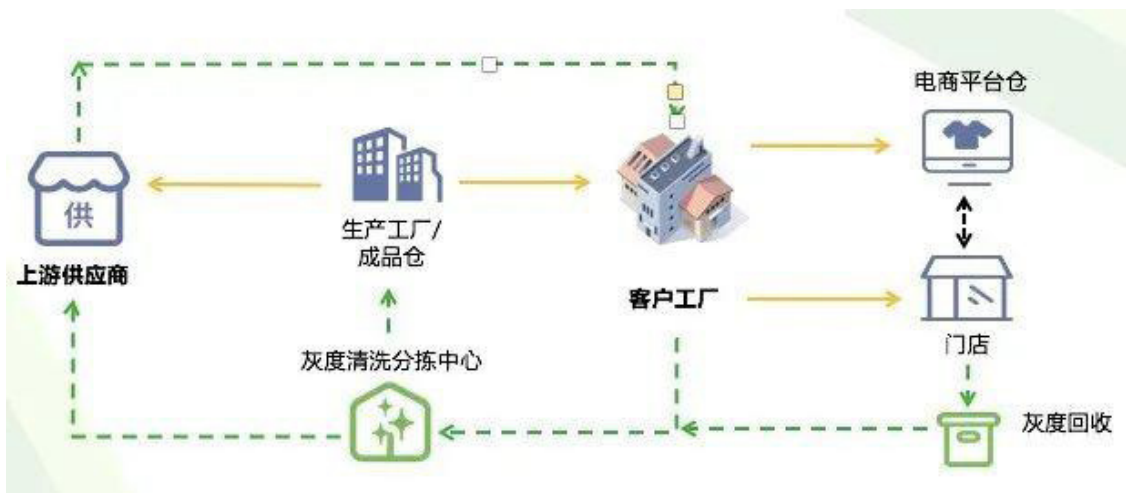 电商平台仓
供
生产工厂/
成品仓
上游供应商
客户工厂
门店
灰度清洗分拣中心
灰度回收